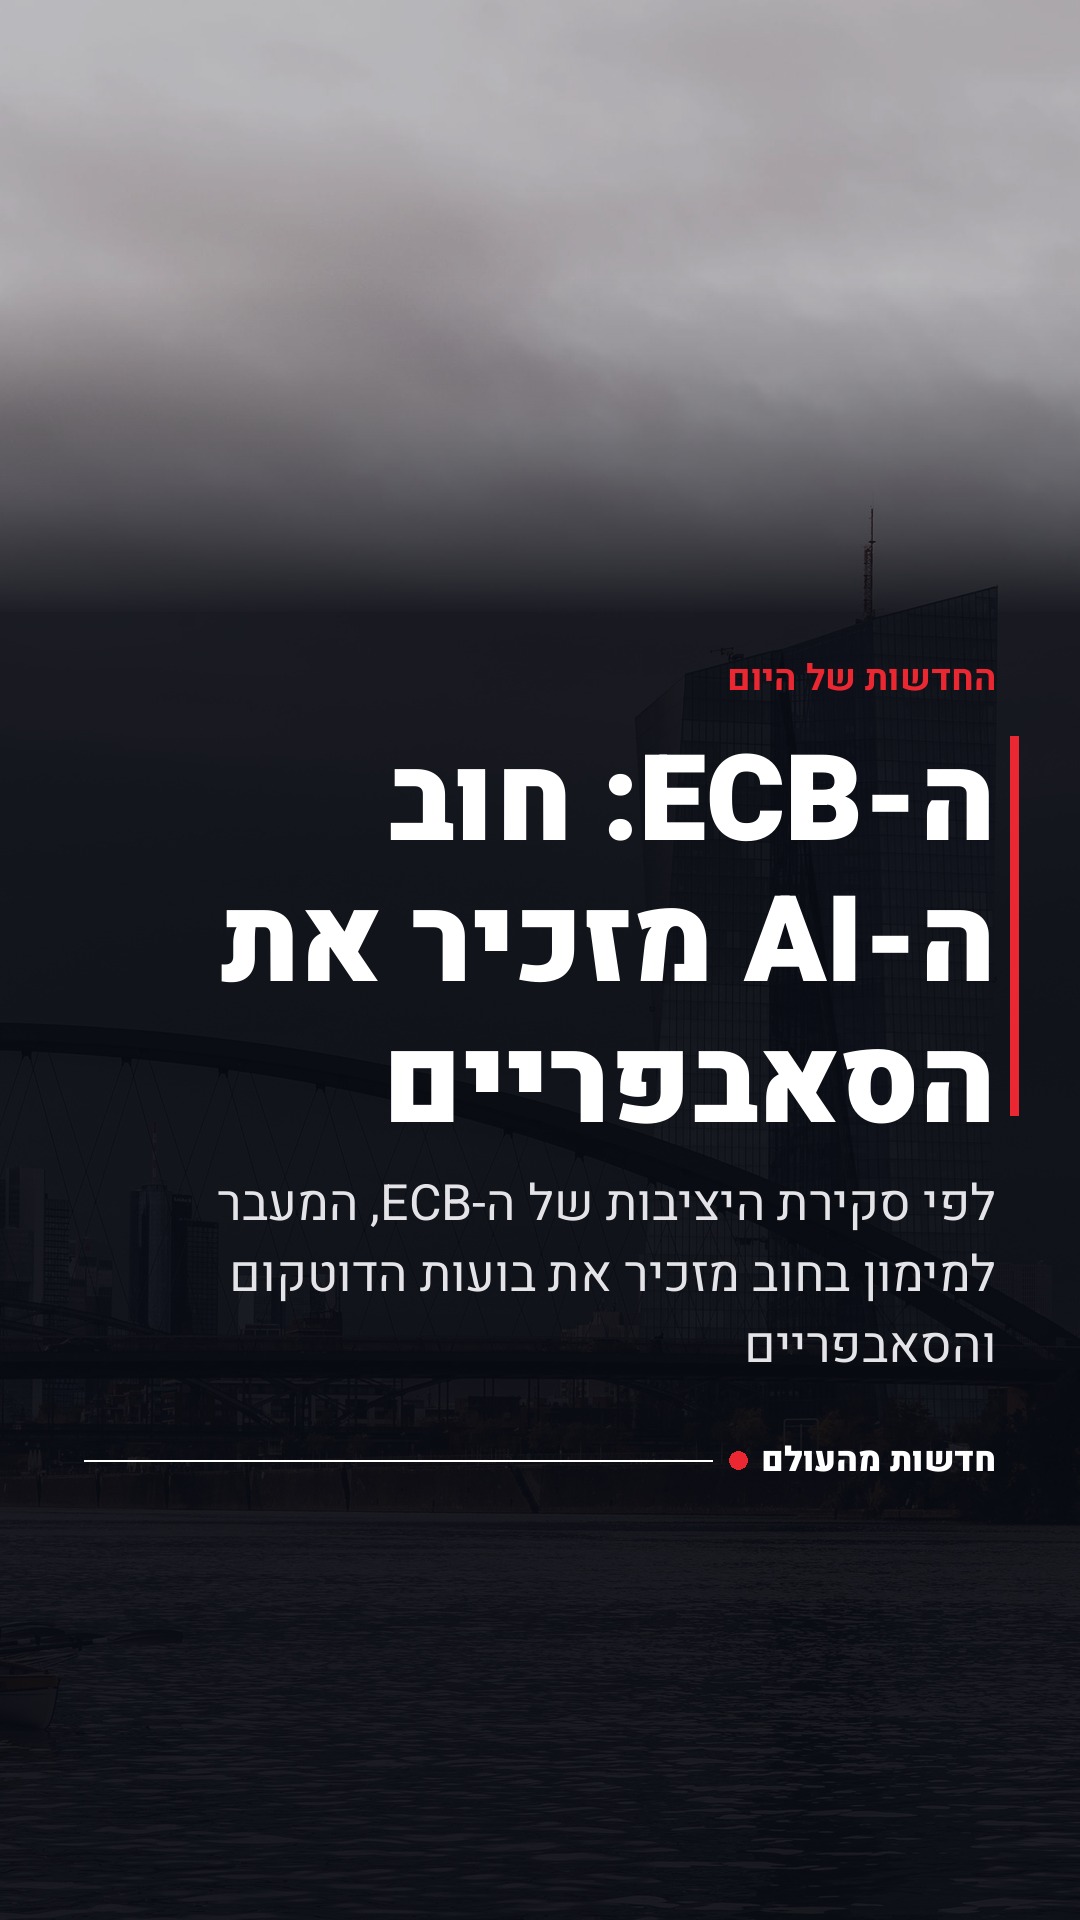 החדשות של היום
ה-ECB: חוב
ה-AI מזכיר את
הסאבפריים
לפי סקירת היציבות של ה-ECB, המעבר
למימון בחוב מזכיר את בועות הדוטקום
והסאבפריים
חדשות מהעולם